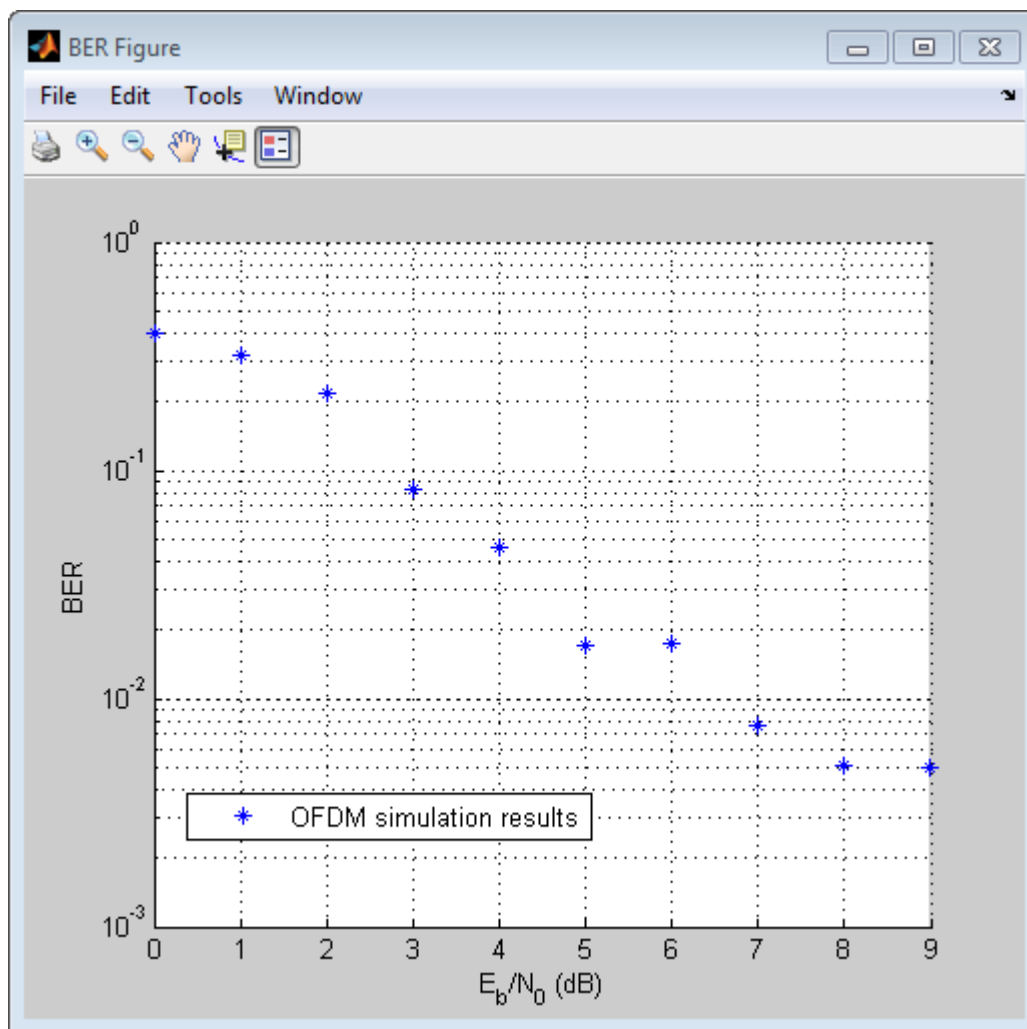 BER Figure
File Edit Tools Window
10^0
10^-1
10^-2
10^-3
BER
OFDM simulation results
0 1 2 3 4 5 6 7 8 9
E_b/N_0 (dB)